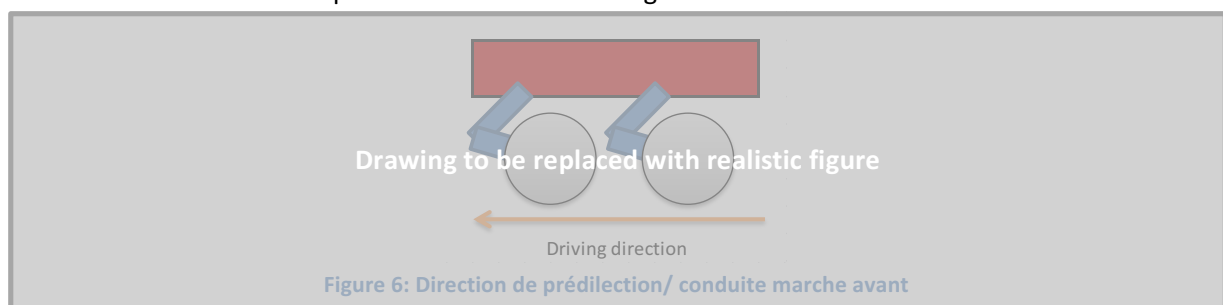 Drawing to be replaced with realistic figure
Driving direction
Figure 6: Direction de prédilection/ conduite marche avant